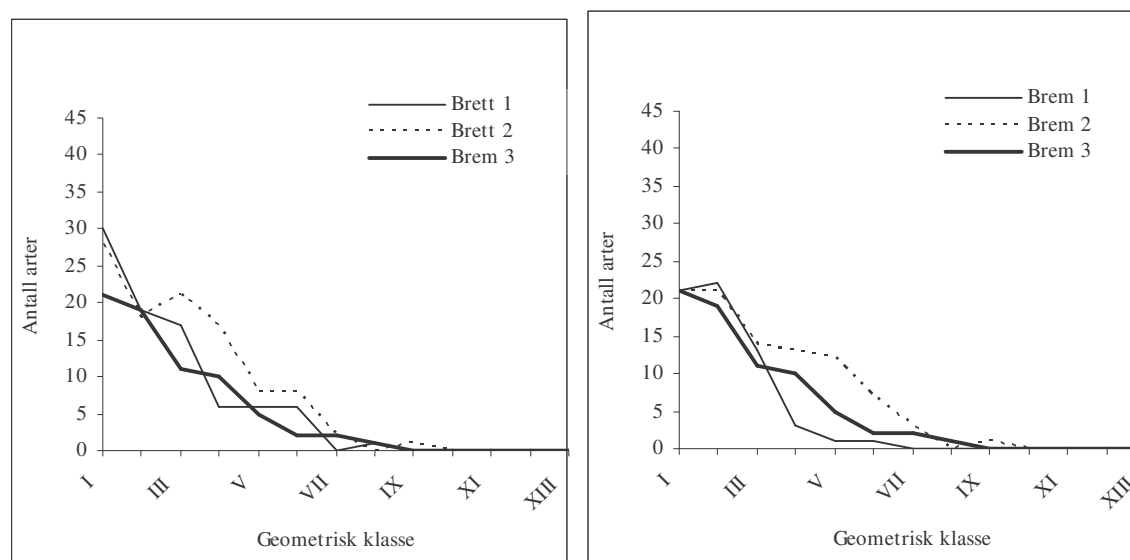 Brett 1
Brett 2
Brem 3
45
40
35
30
25
20
15
10
5
0
Antall arter
I
III
V
VII
IX
XI
XIII
Geometrisk klasse
Brem 1
Brem 2
Brem 3
45
40
35
30
25
20
15
10
5
0
Antall arter
I
III
V
VII
IX
XI
XIII
Geometrisk klasse